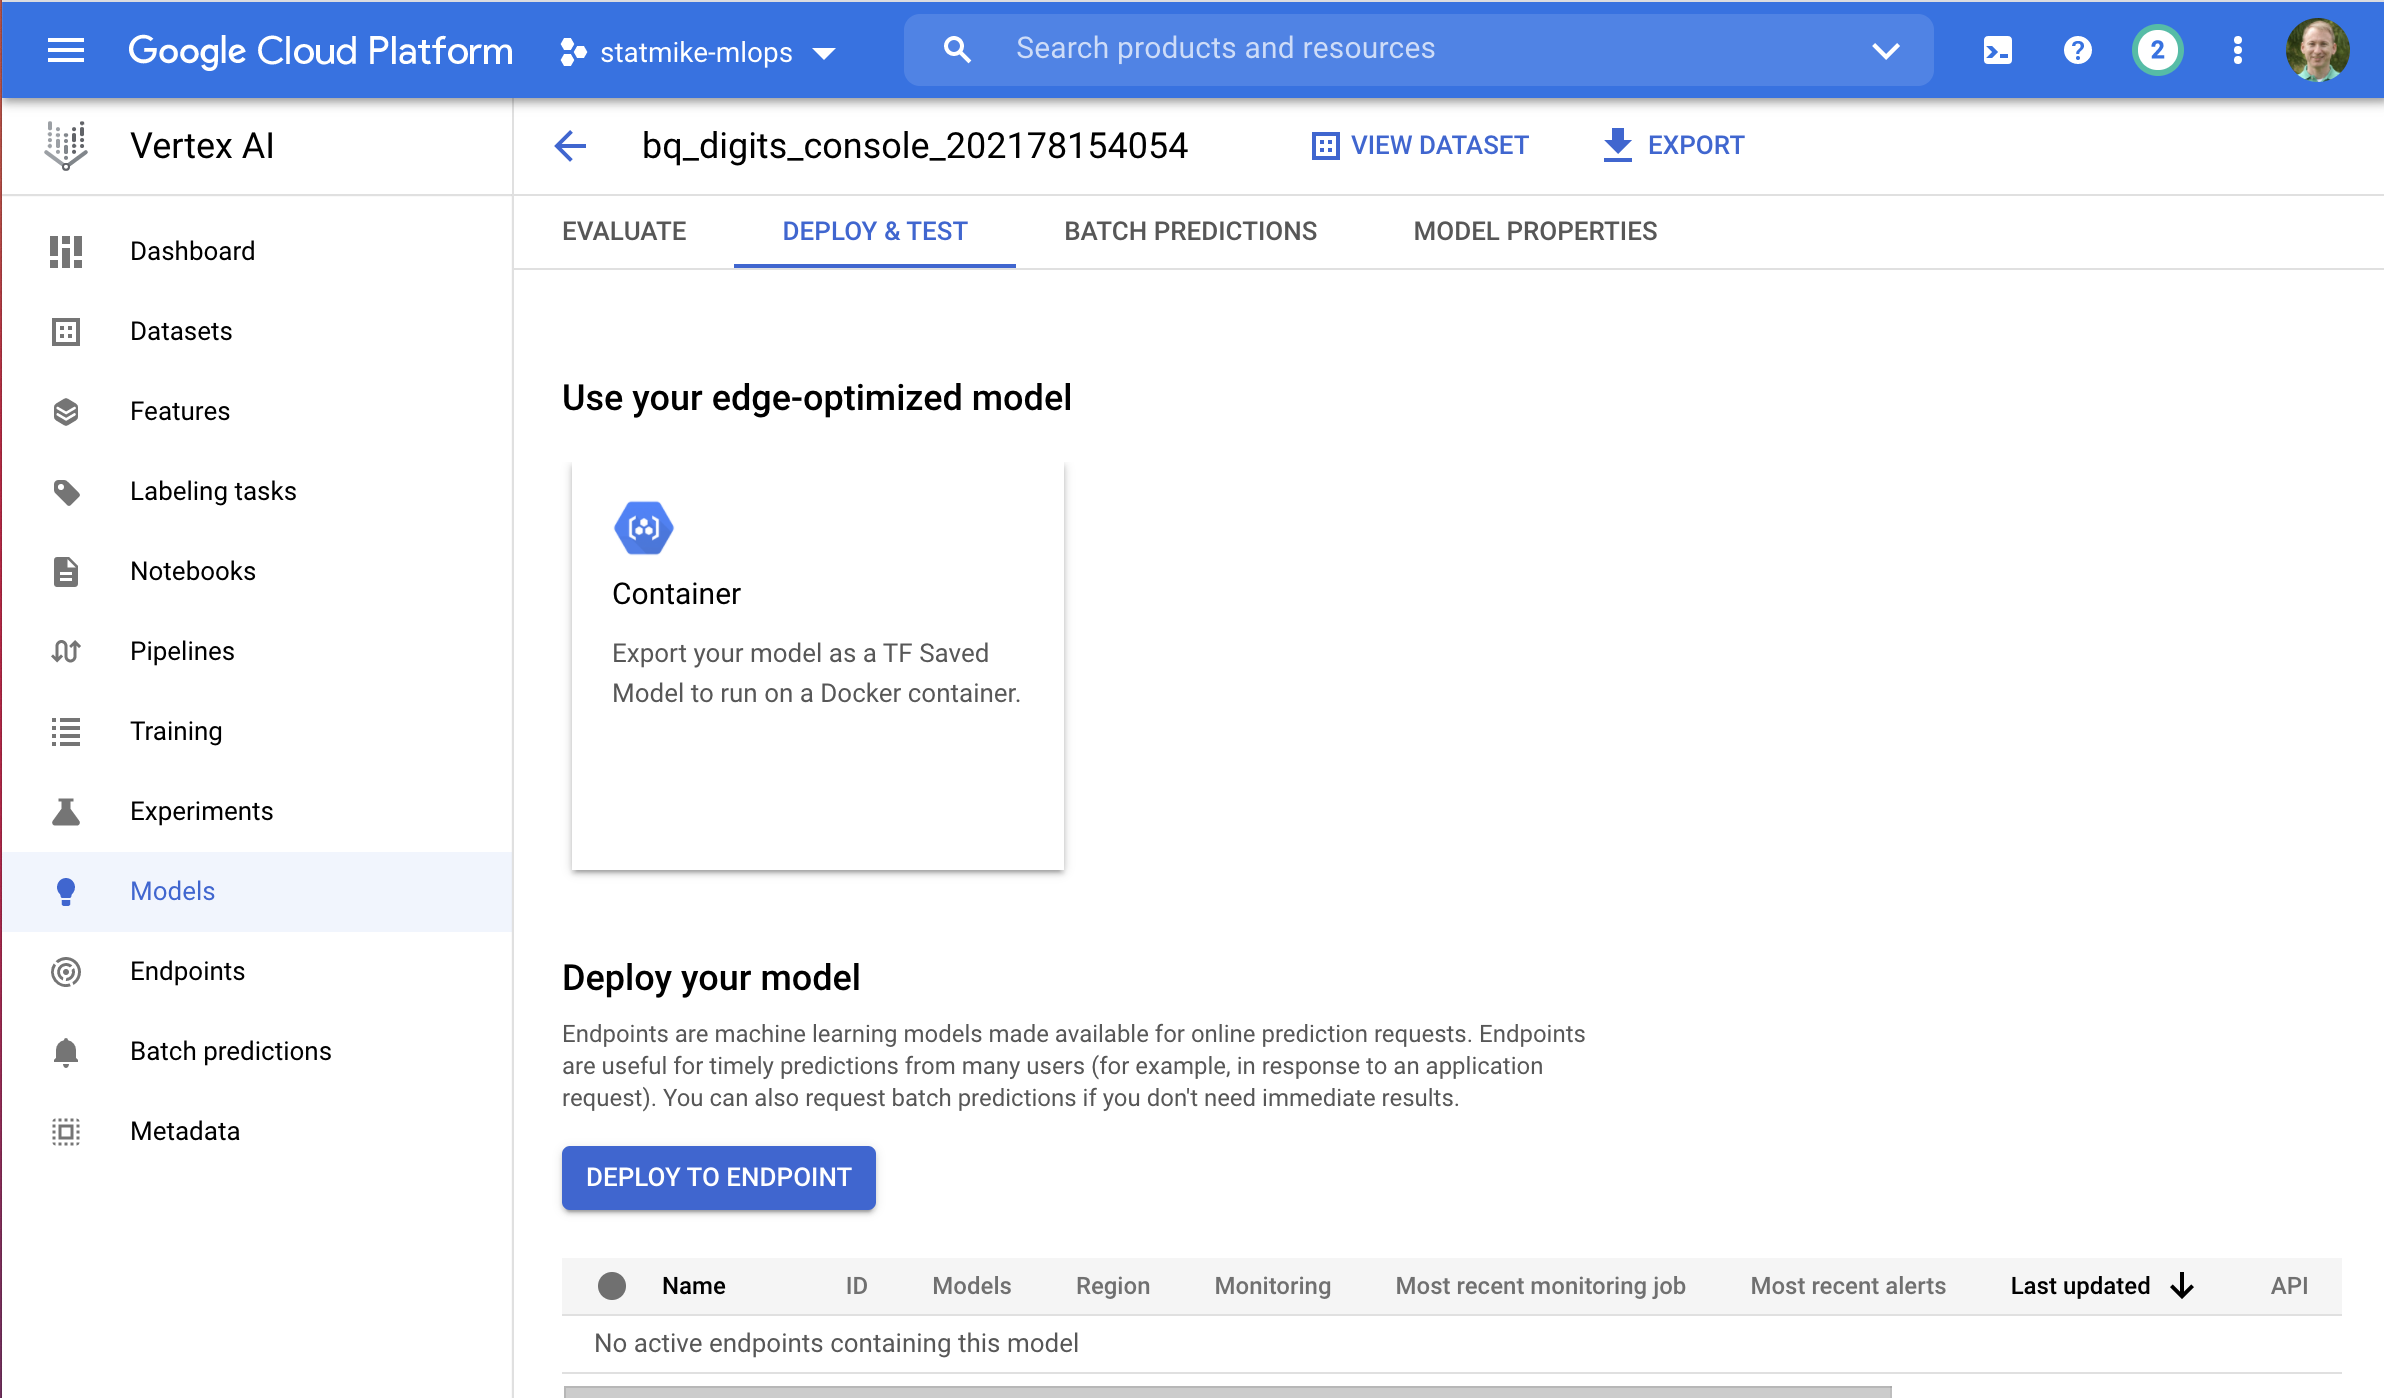 Google Cloud Platform
statmike-mlops
Search products and resources
2
Vertex AI
bq_digits_console_202178154054
VIEW DATASET
EXPORT
EVALUATE
DEPLOY & TEST
BATCH PREDICTIONS
MODEL PROPERTIES
Dashboard
Datasets
Features
Labeling tasks
Notebooks
Pipelines
Training
Experiments
Models
Endpoints
Batch predictions
Metadata
Use your edge-optimized model
Container
Export your model as a TF Saved
Model to run on a Docker container.
Deploy your model
Endpoints are machine learning models made available for online prediction requests. Endpoints
are useful for timely predictions from many users (for example, in response to an application
request). You can also request batch predictions if you don't need immediate results.
DEPLOY TO ENDPOINT
Name ID Models Region Monitoring Most recent monitoring job Most recent alerts Last updated API
No active endpoints containing this model